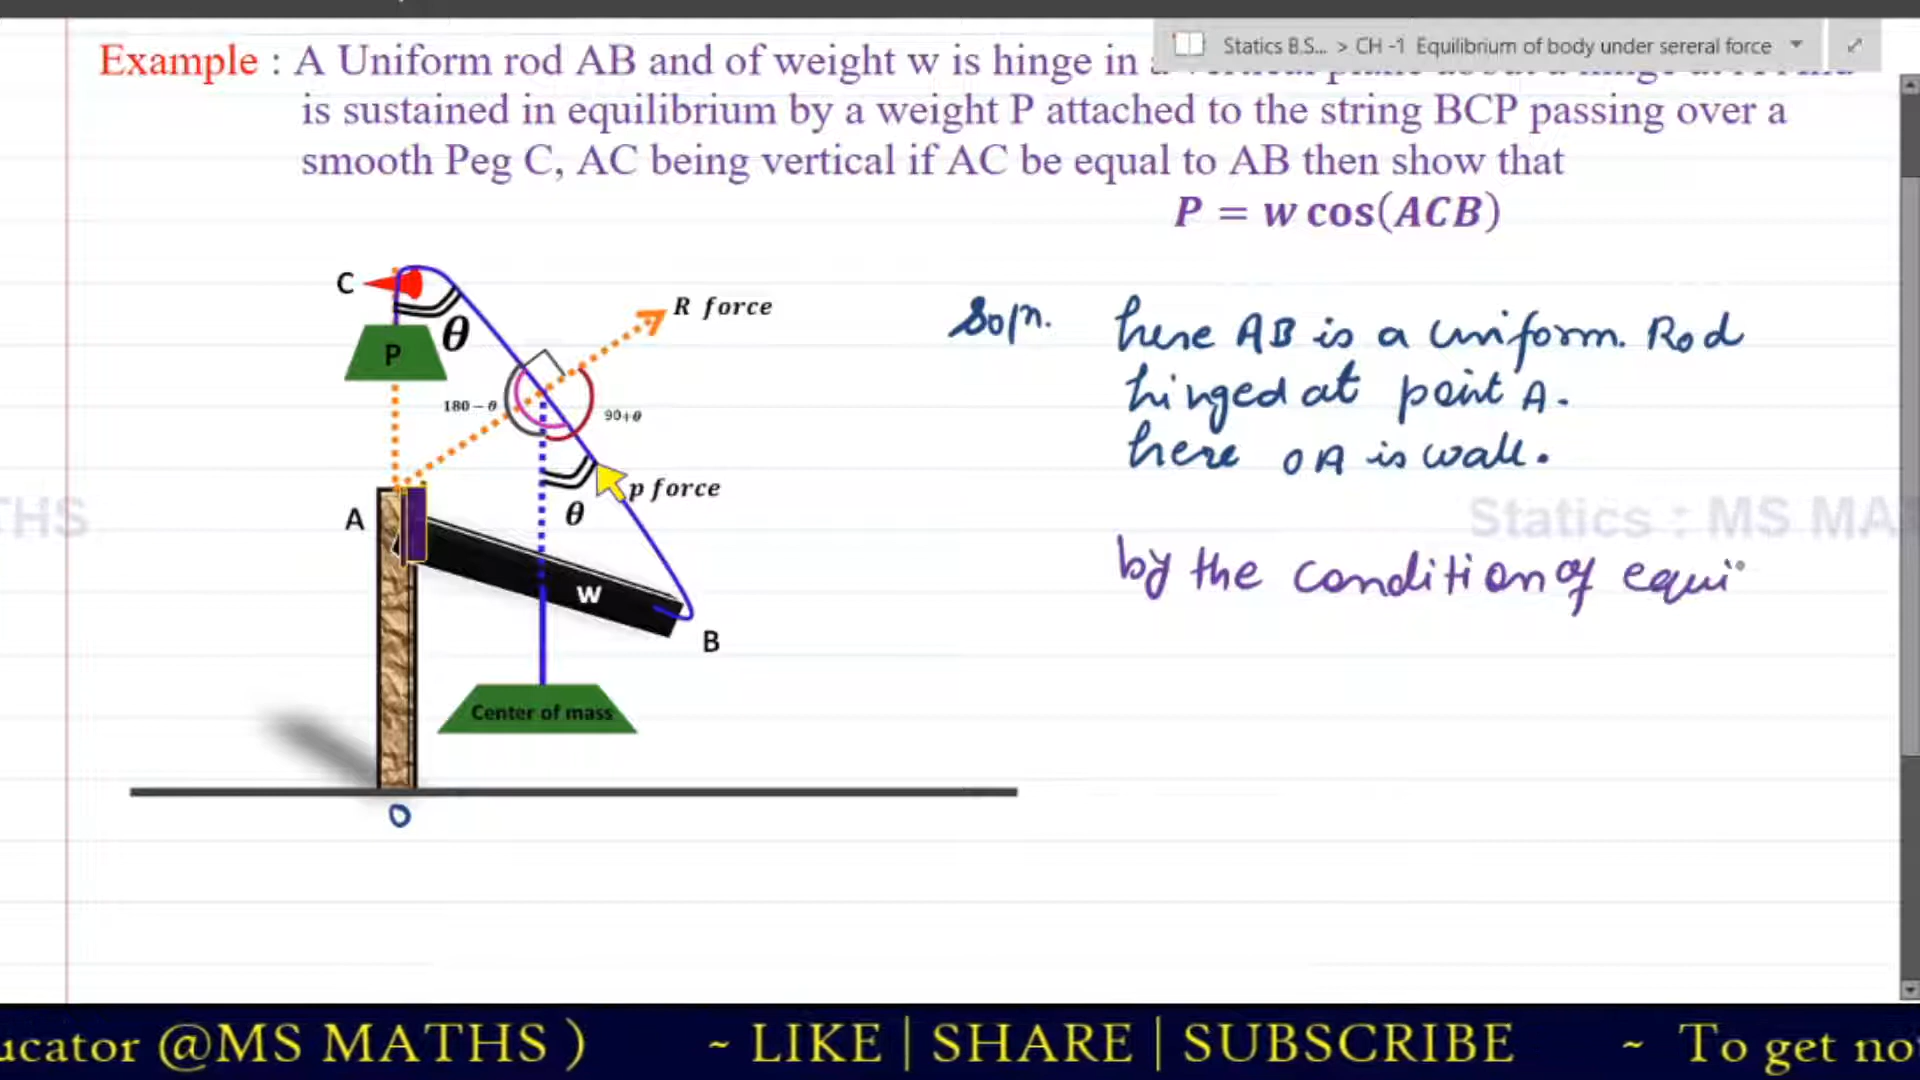 Statics B.S... > CH -1 Equilibrium of body under sereral force
Example : A Uniform rod AB and of weight w is hinge in a
is sustained in equilibrium by a weight P attached to the string BCP passing over a
smooth Peg C, AC being vertical if AC be equal to AB then show that
P = w cos(ACB)
C
θ
P
R force
180 − θ
90+θ
p force
θ
A
w
B
Center of mass
O
Soln. here AB is a uniform. Rod
hinged at point A.
here OA is wall.
THS
Statics : MS MA
by the condition of equi
ucator @MS MATHS ) ~ LIKE | SHARE | SUBSCRIBE ~ To get no